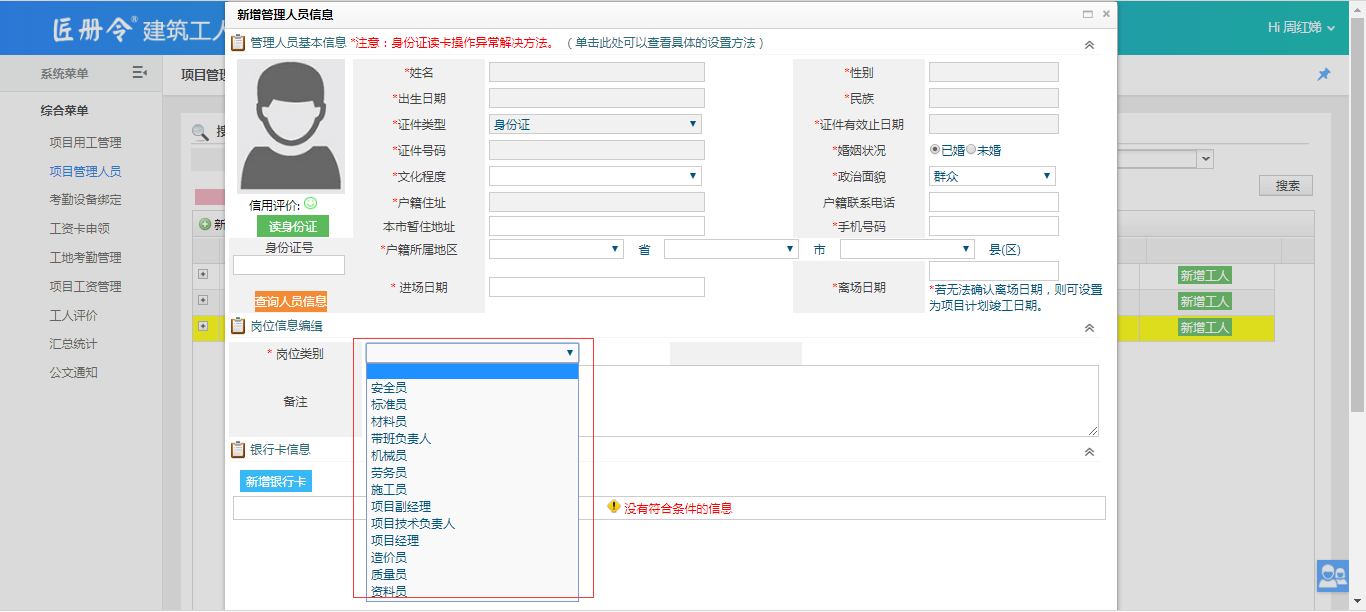 匠册令® 建筑工人
Hi 周红娣
系统菜单
项目管理
综合菜单
项目用工管理
项目管理人员
考勤设备绑定
工资卡申领
工地考勤管理
项目工资管理
工人评价
汇总统计
公文通知
搜
新
搜索
新增工人
新增工人
新增工人
新增管理人员信息
管理人员基本信息 *注意：身份证读卡操作异常解决方法。（单击此处可以查看具体的设置方法）
*姓名
*性别
*出生日期
*民族
*证件类型 身份证
*证件有效止日期
*证件号码
*婚姻状况 已婚 未婚
*文化程度
*政治面貌 群众
信用评价:
*户籍住址
户籍联系电话
读身份证
本市暂住地址
*手机号码
身份证号
*户籍所属地区 省 市 县(区)
查询人员信息
* 进场日期
*离场日期
*若无法确认离场日期，则可设置
为项目计划竣工日期。
岗位信息编缉
* 岗位类别
安全员
标准员
材料员
带班负责人
机械员
劳务员
施工员
项目副经理
项目技术负责人
项目经理
造价员
质量员
资料员
备注
银行卡信息
新增银行卡
没有符合条件的信息